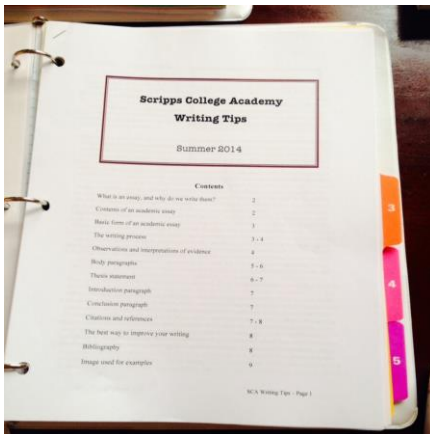 Scripps College Academy
Writing Tips
Summer 2014
Contents
What is an essay, and why do we write them? 2
Contents of an academic essay 2
Basic form of an academic essay 3
The writing process 3 - 4
Observations and interpretations of evidence 4
Body paragraphs 5 - 6
Thesis statement 6 - 7
Introduction paragraph 7
Conclusion paragraph 7
Citations and references 7 - 8
The best way to improve your writing 8
Bibliography 8
Image used for examples 9
SCA Writing Tips - Page 1
3
4
5